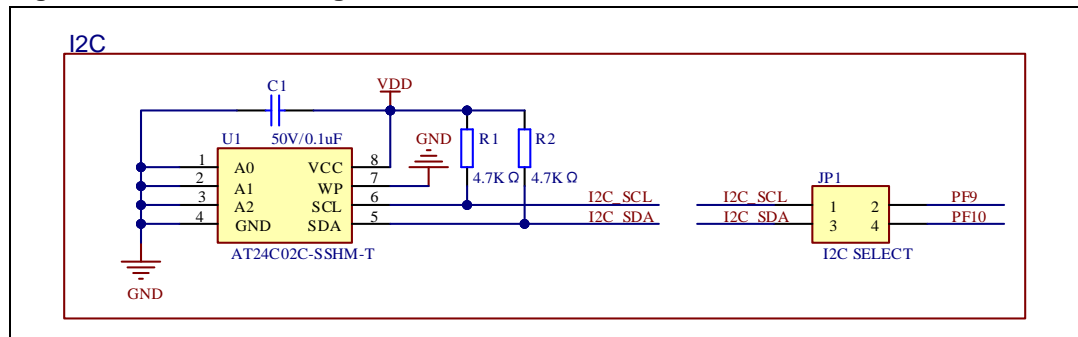 I2C
C1
VDD
U1
50V/0.1uF
GND
R1
R2
1 A0 VCC 8
2 A1 WP 7
3 A2 SCL 6
4 GND SDA 5
4.7KΩ 4.7KΩ
AT24C02C-SSHM-T
GND
I2C_SCL
I2C_SDA
JP1
I2C_SCL 1 2 PF9
I2C_SDA 3 4 PF10
I2C SELECT